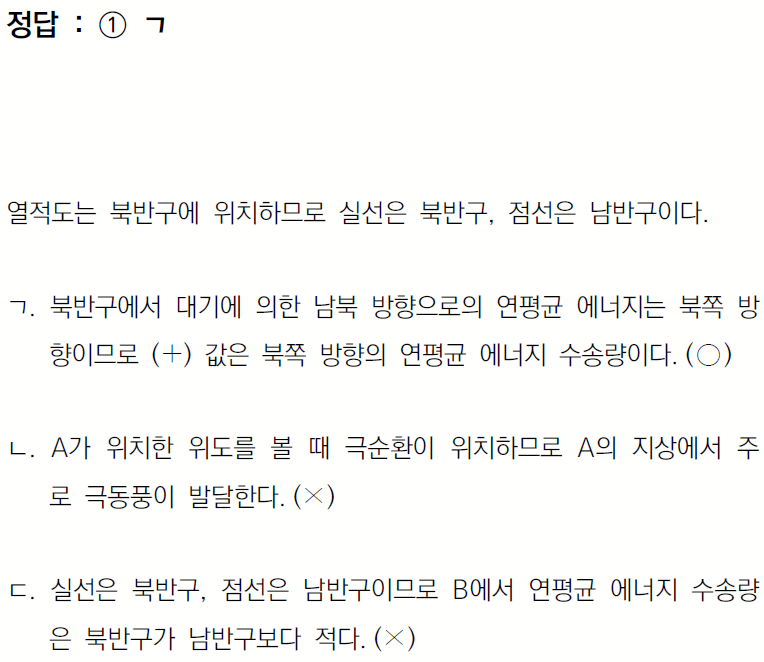 정답 : ① ㄱ
열적도는 북반구에 위치하므로 실선은 북반구, 점선은 남반구이다.
ㄱ. 북반구에서 대기에 의한 남북 방향으로의 연평균 에너지는 북쪽 방
향이므로 (+) 값은 북쪽 방향의 연평균 에너지 수송량이다. (○)
ㄴ. A가 위치한 위도를 볼 때 극순환이 위치하므로 A의 지상에서 주
로 극동풍이 발달한다. (×)
ㄷ. 실선은 북반구, 점선은 남반구이므로 B에서 연평균 에너지 수송량
은 북반구가 남반구보다 적다. (×)